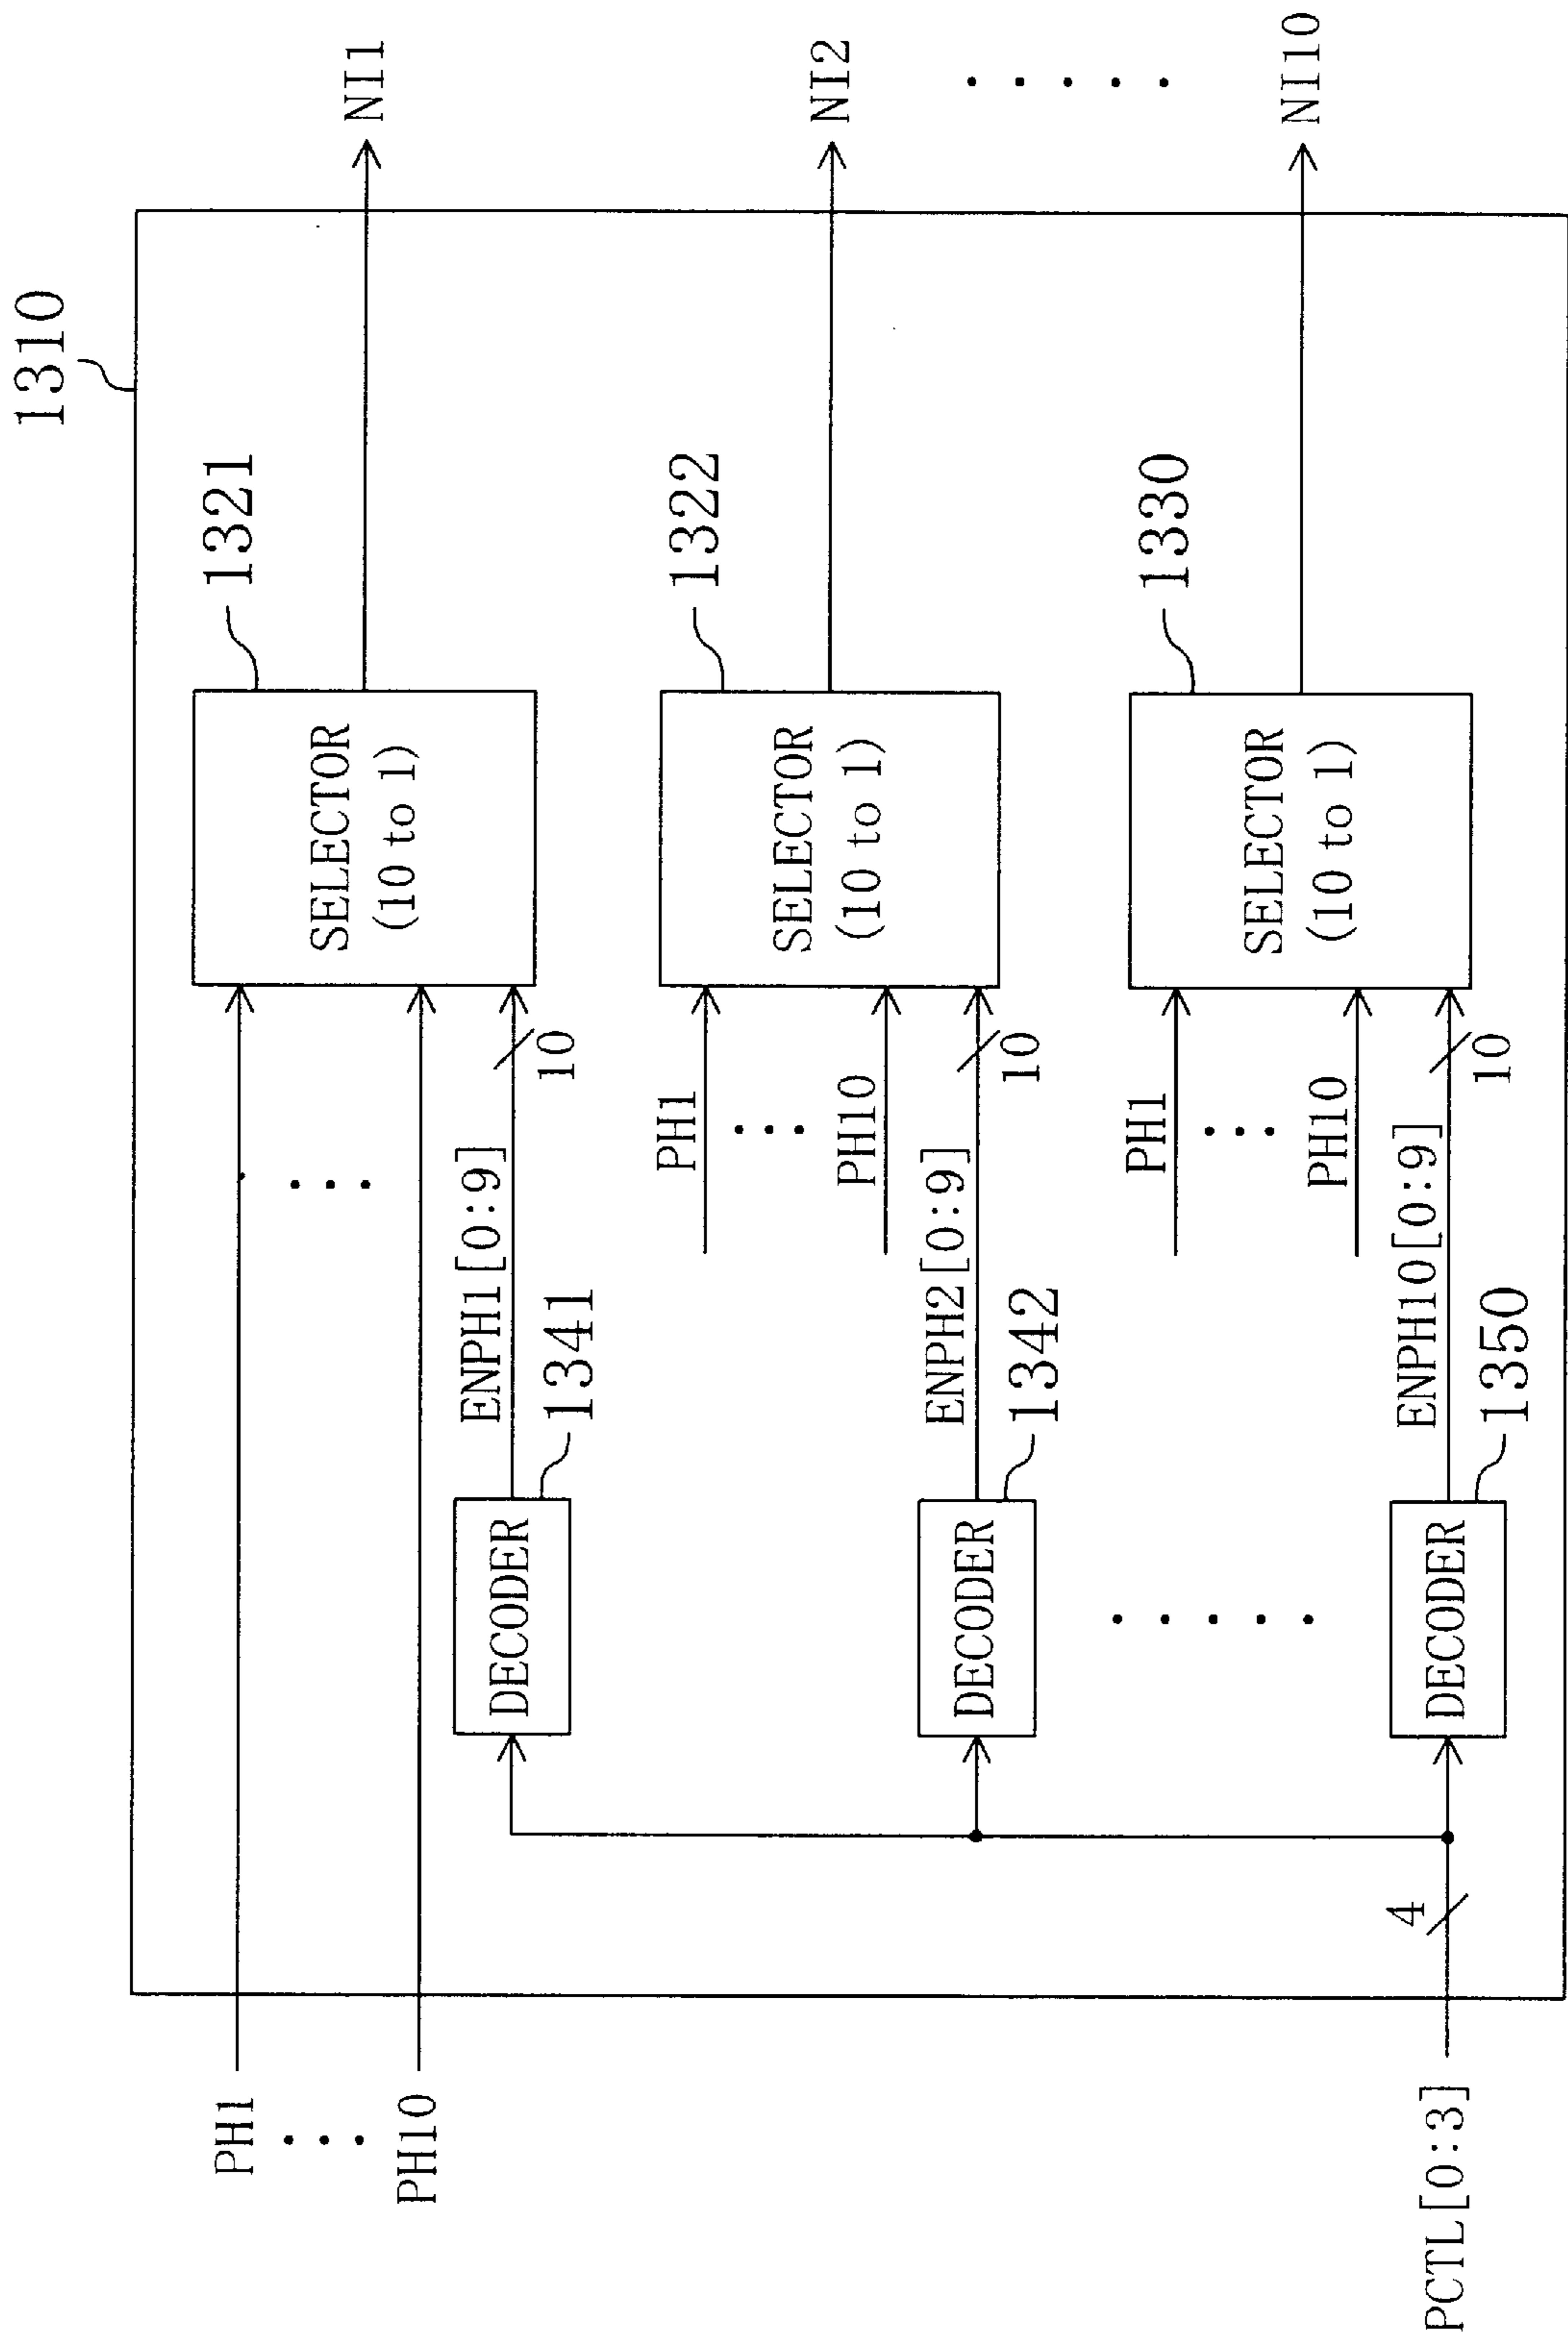 1310
PH1
PH10
1321
SELECTOR
(10 to 1)
NI1
10
ENPH1[0:9]
DECODER
1341
1322
SELECTOR
(10 to 1)
NI2
PH1
PH10
10
ENPH2[0:9]
DECODER
1342
1330
SELECTOR
(10 to 1)
NI10
PH1
PH10
10
ENPH10[0:9]
DECODER
1350
4
PCTL[0:3]